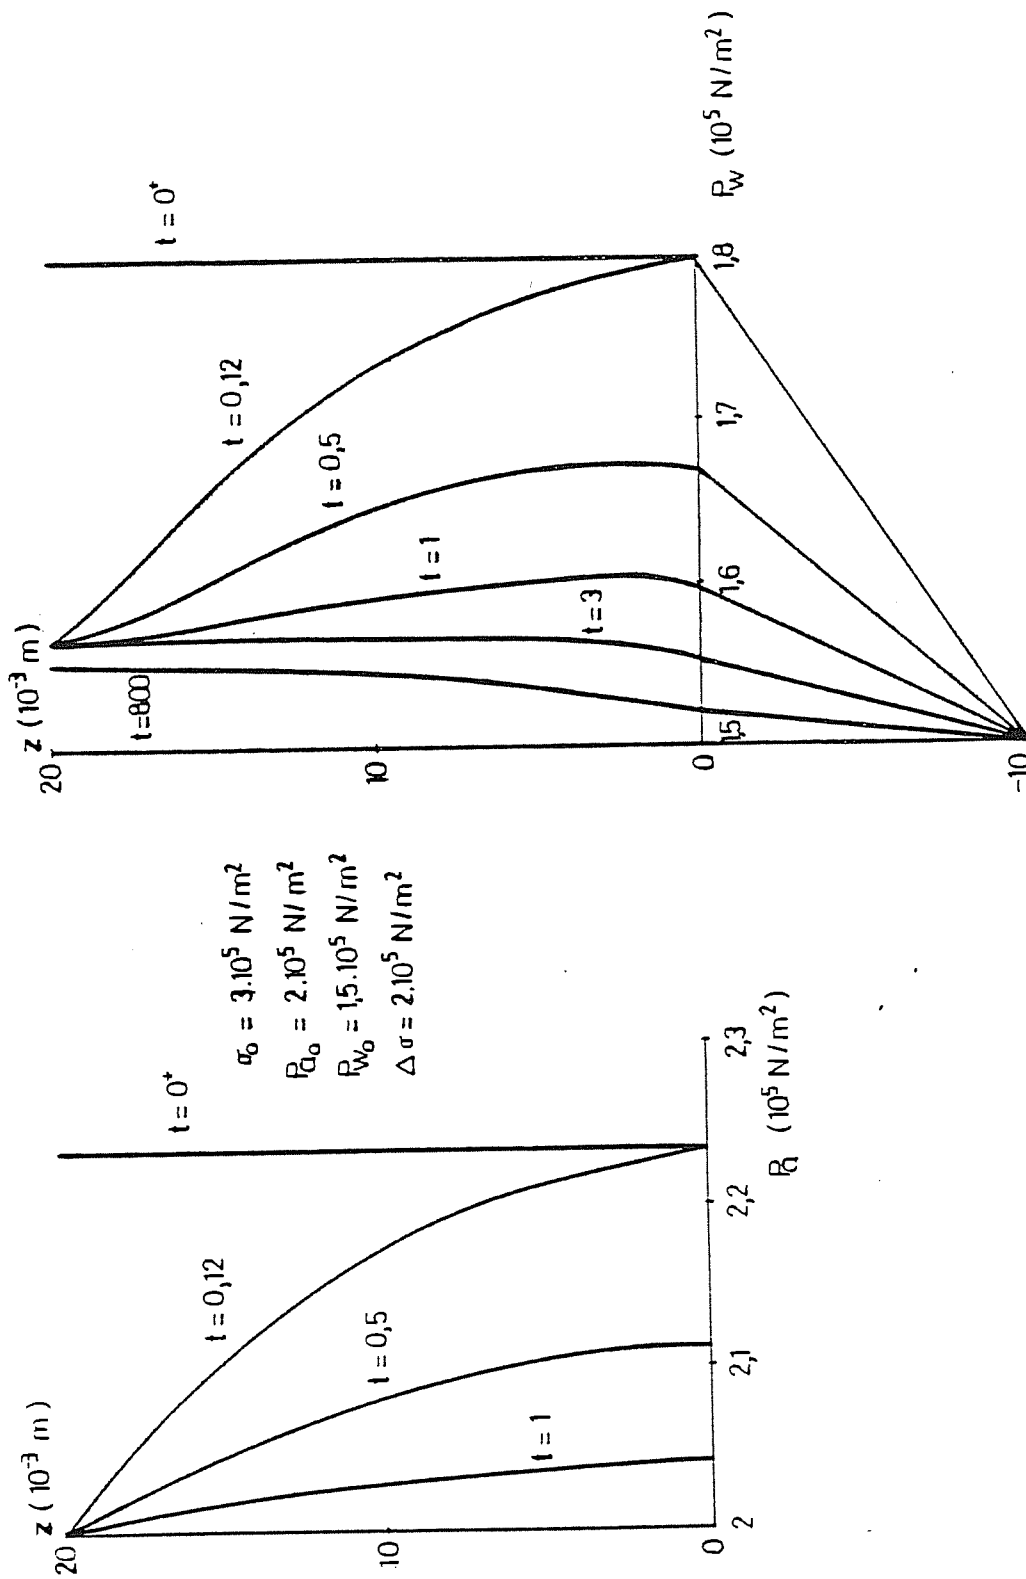 z (10⁻³ m)
20
10
0
t = 0⁺
t = 0,12
t = 0,5
t = 1
2
2,1
2,2
2,3
Pa (10⁵ N/m²)
σo = 3.10⁵ N/m²
Pao = 2.10⁵ N/m²
Pwo = 1,5.10⁵ N/m²
Δσ = 2.10⁵ N/m²
z (10⁻³ m)
20
10
0
-10
t = 0⁺
t = 0,12
t = 0,5
t = 1
t = 3
t = 800
1,5
1,6
1,7
1,8
Pw (10⁵ N/m²)